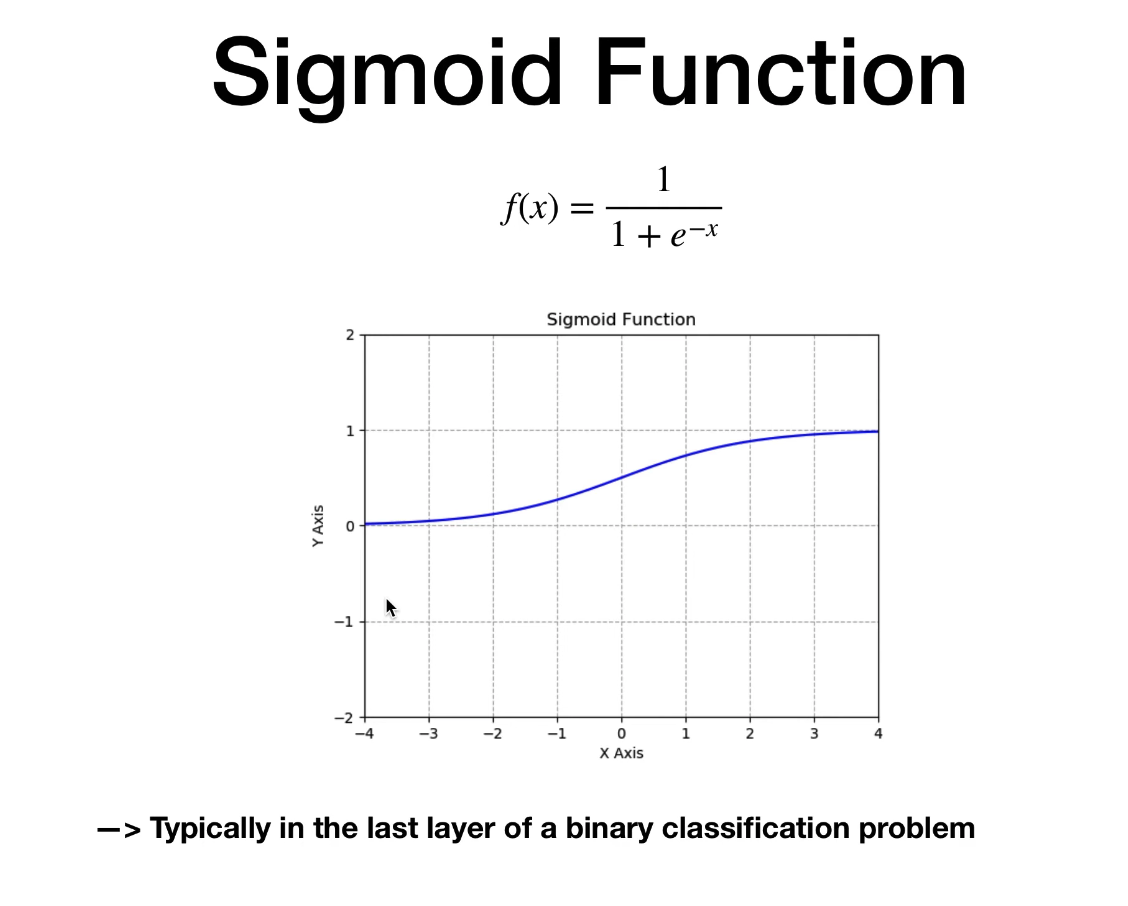 Sigmoid Function
f(x) = 1 / (1 + e^−x)
Sigmoid Function
2
1
0
−1
−2
Y Axis
−4 −3 −2 −1 0 1 2 3 4
X Axis
—> Typically in the last layer of a binary classification problem